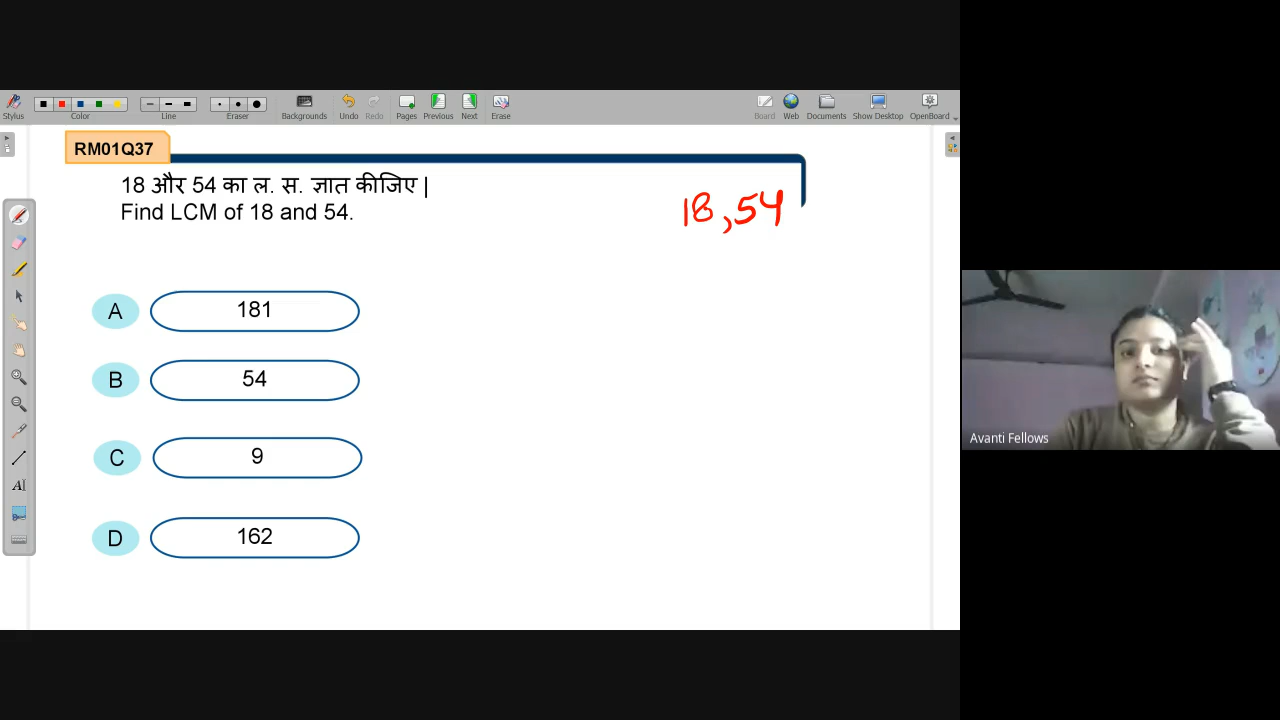 Stylus
Color
Line
Eraser
Backgrounds
Undo
Redo
Pages
Previous
Next
Erase
Board
Web
Documents
Show Desktop
OpenBoard
RM01Q37
18 और 54 का ल. स. ज्ञात कीजिए |
Find LCM of 18 and 54.
18,54
A 181
B 54
C 9
D 162
Avanti Fellows